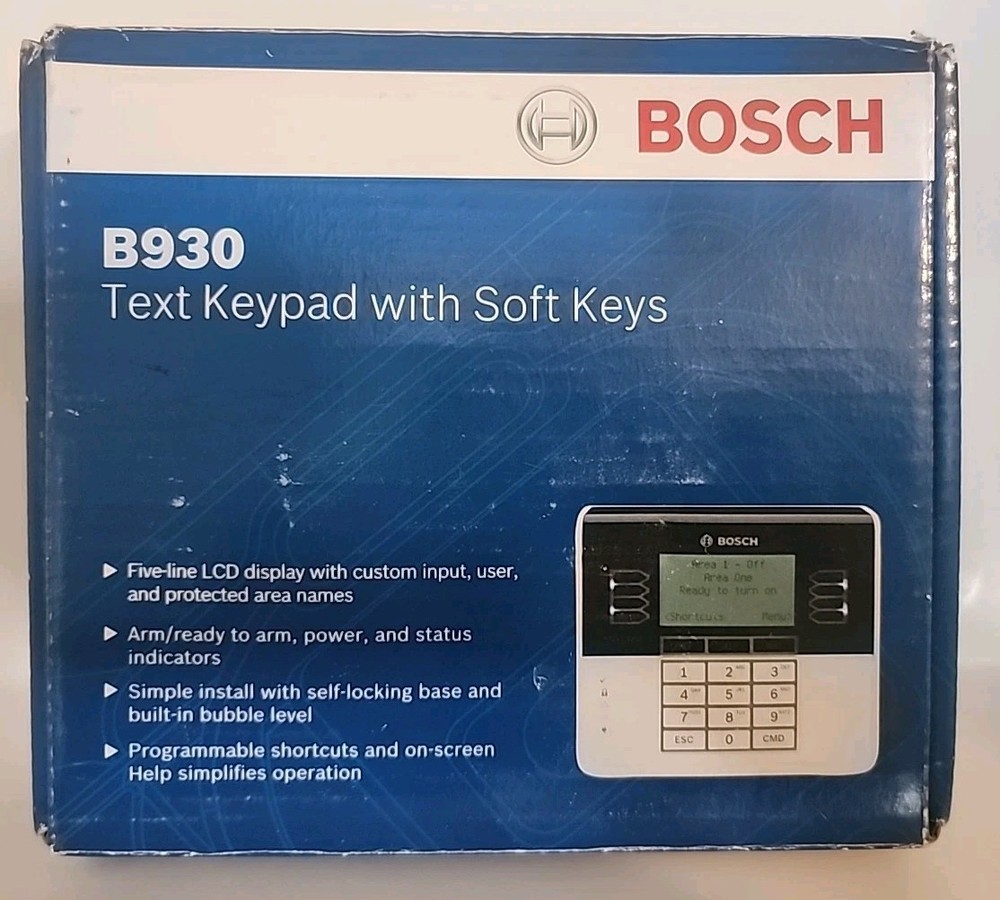 BOSCH
B930
Text Keypad with Soft Keys
▶ Five-line LCD display with custom input, user,
and protected area names
▶ Arm/ready to arm, power, and status
indicators
▶ Simple install with self-locking base and
built-in bubble level
▶ Programmable shortcuts and on-screen
Help simplifies operation
BOSCH
Area 1 - Off
Area One
Ready to turn on
<Shortcuts Menu>
1 2 3
4 5 6
7 8 9
ESC 0 CMD